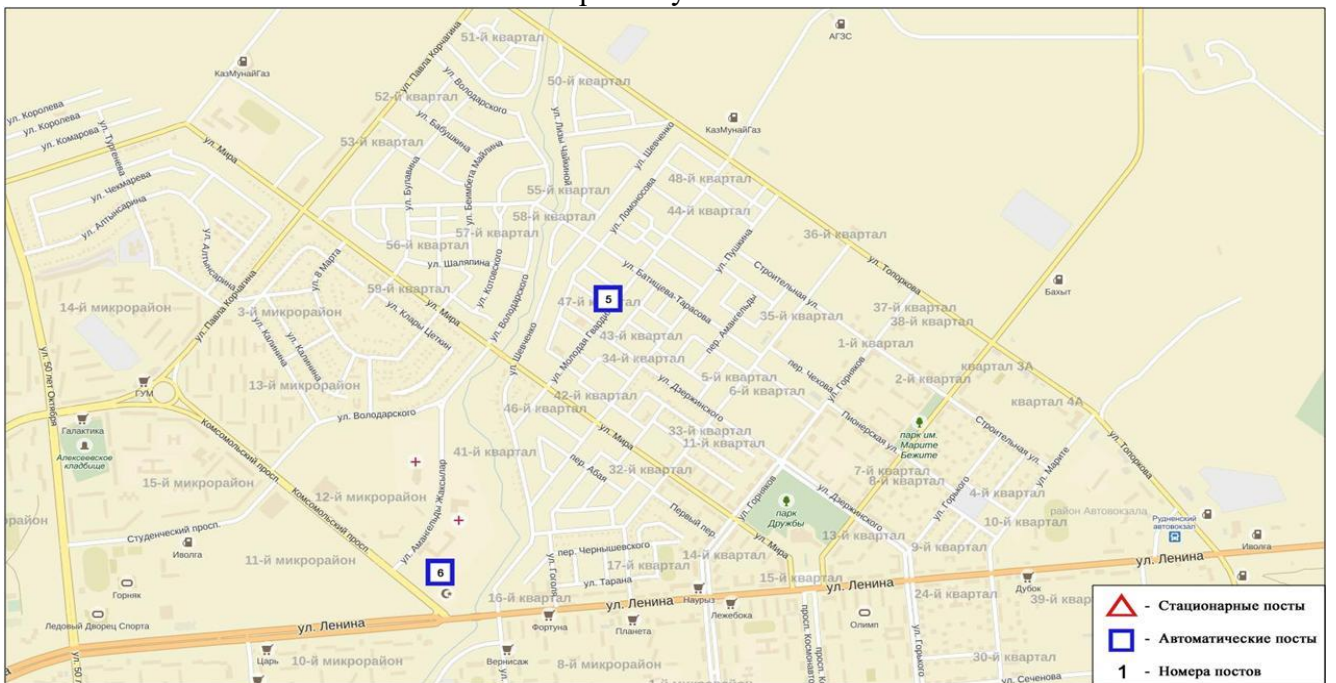 51-й квартал
АГЗС
ул. Павла Корчагина
КазМунайГаз
ул. Володарского
50-й квартал
52-й квартал
ул. Королева
ул. Королева
ул. Комарова
ул. Тургенева
ул. Бабушкина
ул. Лизы Чайкиной
ул. Шевченко
КазМунайГаз
53-й квартал
ул. Мира
ул. Булавина
ул. Беимбета Майлина
48-й квартал
ул. Чекмарева
55-й квартал
ул. Ломоносова
44-й квартал
ул. Алтынсарина
58-й квартал
57-й квартал
36-й квартал
ул. Алтынсарина
ул. 8 Марта
56-й квартал
ул. Пушкина
ул. Топоркова
ул. Шаляпина
ул. Котовского
ул. Батищева-Тарасова
Строительная ул.
Бахыт
ул. Павла Корчагина
59-й квартал
ул. Володарского
5
14-й микрорайон
3-й микрорайон
ул. Мира
37-й квартал
38-й квартал
ул. Клары Цеткин
ул. Калинина
ул. Калинина
35-й квартал
43-й квартал
пер. Амангельды
1-й квартал
ул. Шевченко
ул. Молодая Гвардия
34-й квартал
ул. 50 лет Октября
13-й микрорайон
5-й квартал
пер. Чехова
ул. Горняков
квартал 3А
2-й квартал
ГУМ
ул. Дзержинского
6-й квартал
42-й квартал
46-й квартал
квартал 4А
ул. Володарского
Галактика
Комсомольский просп.
Пионерская ул.
парк им.
Марите
Бежите
Строительная ул.
ул. Мира
33-й квартал
11-й квартал
ул. Топоркова
Алексеевское
кладбище
41-й квартал
ул. Марите
пер. Абая
32-й квартал
7-й квартал
8-й квартал
15-й микрорайон
12-й микрорайон
Комсомольский просп.
ул. Амангельды Жаксылар
ул. Горняков
ул. Дзержинского
ул. Горького
4-й квартал
парк
Дружбы
Первый пер.
район Автовокзала
Рудненский
автовокзал
10-й квартал
Студенческий просп.
Иволга
ул. Мира
13-й квартал
Иволга
пер. Чернышевского
14-й квартал
9-й квартал
11-й микрорайон
17-й квартал
ул. Ленина
6
ул. Гоголя
ул. Тарана
15-й квартал
ул. Ленина
Горняк
16-й квартал
ул. Ленина
Наурыз
24-й квартал
Дубок
Ледовый Дворец Спорта
ул. Ленина
Фортуна
Планета
Лежебока
Олимп
Царь
10-й микрорайон
Вернисаж
8-й микрорайон
ул. Горького
30-й квартал
ул. Сеченова
- Стационарные посты
- Автоматические посты
1 - Номера постов